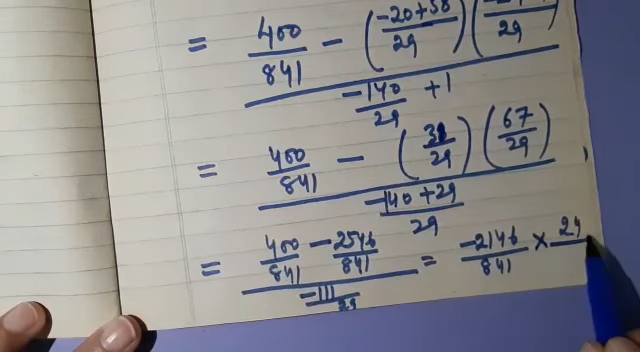 = 400/841 - (-20+58/29)(
/29)
-140/29 + 1
= 400/841 - (38/29)(67/29)
-140+29/29
= 400/841 - 2546/841 = -2146/841 × 29
-111/29